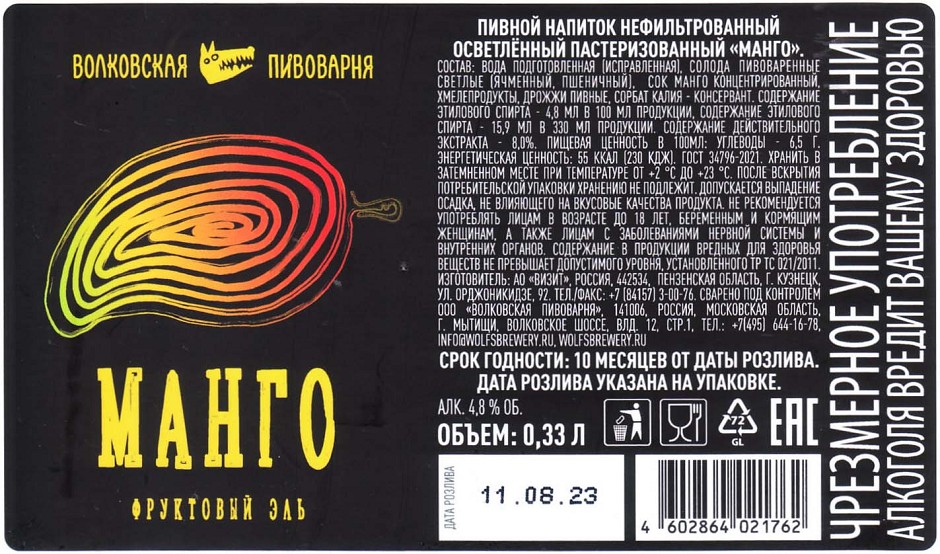 ВОЛКОВСКАЯ ПИВОВАРНЯ
МАНГО
ФРУКТОВЫЙ ЭЛЬ
ПИВНОЙ НАПИТОК НЕФИЛЬТРОВАННЫЙ
ОСВЕТЛЁННЫЙ ПАСТЕРИЗОВАННЫЙ «МАНГО».
СОСТАВ: ВОДА ПОДГОТОВЛЕННАЯ (ИСПРАВЛЕННАЯ), СОЛОДА ПИВОВАРЕННЫЕ
СВЕТЛЫЕ (ЯЧМЕННЫЙ, ПШЕНИЧНЫЙ), СОК МАНГО КОНЦЕНТРИРОВАННЫЙ,
ХМЕЛЕПРОДУКТЫ, ДРОЖЖИ ПИВНЫЕ, СОРБАТ КАЛИЯ - КОНСЕРВАНТ. СОДЕРЖАНИЕ
ЭТИЛОВОГО СПИРТА - 4,8 МЛ В 100 МЛ ПРОДУКЦИИ, СОДЕРЖАНИЕ ЭТИЛОВОГО
СПИРТА - 15,9 МЛ В 330 МЛ ПРОДУКЦИИ. СОДЕРЖАНИЕ ДЕЙСТВИТЕЛЬНОГО
ЭКСТРАКТА - 8,0%. ПИЩЕВАЯ ЦЕННОСТЬ В 100МЛ: УГЛЕВОДЫ - 6,5 Г.
ЭНЕРГЕТИЧЕСКАЯ ЦЕННОСТЬ: 55 ККАЛ (230 КДЖ). ГОСТ 34796-2021. ХРАНИТЬ В
ЗАТЕМНЕННОМ МЕСТЕ ПРИ ТЕМПЕРАТУРЕ ОТ +2 °С ДО +23 °С. ПОСЛЕ ВСКРЫТИЯ
ПОТРЕБИТЕЛЬСКОЙ УПАКОВКИ ХРАНЕНИЮ НЕ ПОДЛЕЖИТ. ДОПУСКАЕТСЯ ВЫПАДЕНИЕ
ОСАДКА, НЕ ВЛИЯЮЩЕГО НА ВКУСОВЫЕ КАЧЕСТВА ПРОДУКТА. НЕ РЕКОМЕНДУЕТСЯ
УПОТРЕБЛЯТЬ ЛИЦАМ В ВОЗРАСТЕ ДО 18 ЛЕТ, БЕРЕМЕННЫМ И КОРМЯЩИМ
ЖЕНЩИНАМ, А ТАКЖЕ ЛИЦАМ С ЗАБОЛЕВАНИЯМИ НЕРВНОЙ СИСТЕМЫ И
ВНУТРЕННИХ ОРГАНОВ. СОДЕРЖАНИЕ В ПРОДУКЦИИ ВРЕДНЫХ ДЛЯ ЗДОРОВЬЯ
ВЕЩЕСТВ НЕ ПРЕВЫШАЕТ ДОПУСТИМОГО УРОВНЯ, УСТАНОВЛЕННОГО ТР ТС 021/2011.
ИЗГОТОВИТЕЛЬ: АО «ВИЗИТ», РОССИЯ, 442534, ПЕНЗЕНСКАЯ ОБЛАСТЬ, Г. КУЗНЕЦК,
УЛ. ОРДЖОНИКИДЗЕ, 92. ТЕЛ./ФАКС: +7 (84157) 3-00-76. СВАРЕНО ПОД КОНТРОЛЕМ
ООО «ВОЛКОВСКАЯ ПИВОВАРНЯ», 141006, РОССИЯ, МОСКОВСКАЯ ОБЛАСТЬ,
Г. МЫТИЩИ, ВОЛКОВСКОЕ ШОССЕ, ВЛД. 12, СТР.1, ТЕЛ.: +7(495) 644-16-78,
INFO@WOLFSBREWERY.RU, WOLFSBREWERY.RU
СРОК ГОДНОСТИ: 10 МЕСЯЦЕВ ОТ ДАТЫ РОЗЛИВА.
ДАТА РОЗЛИВА УКАЗАНА НА УПАКОВКЕ.
АЛК. 4,8 % ОБ.
ОБЪЕМ: 0,33 Л
72
GL
EAC
ДАТА РОЗЛИВА
11.08.23
4 602864 021762
ЧРЕЗМЕРНОЕ УПОТРЕБЛЕНИЕ
АЛКОГОЛЯ ВРЕДИТ ВАШЕМУ ЗДОРОВЬЮ